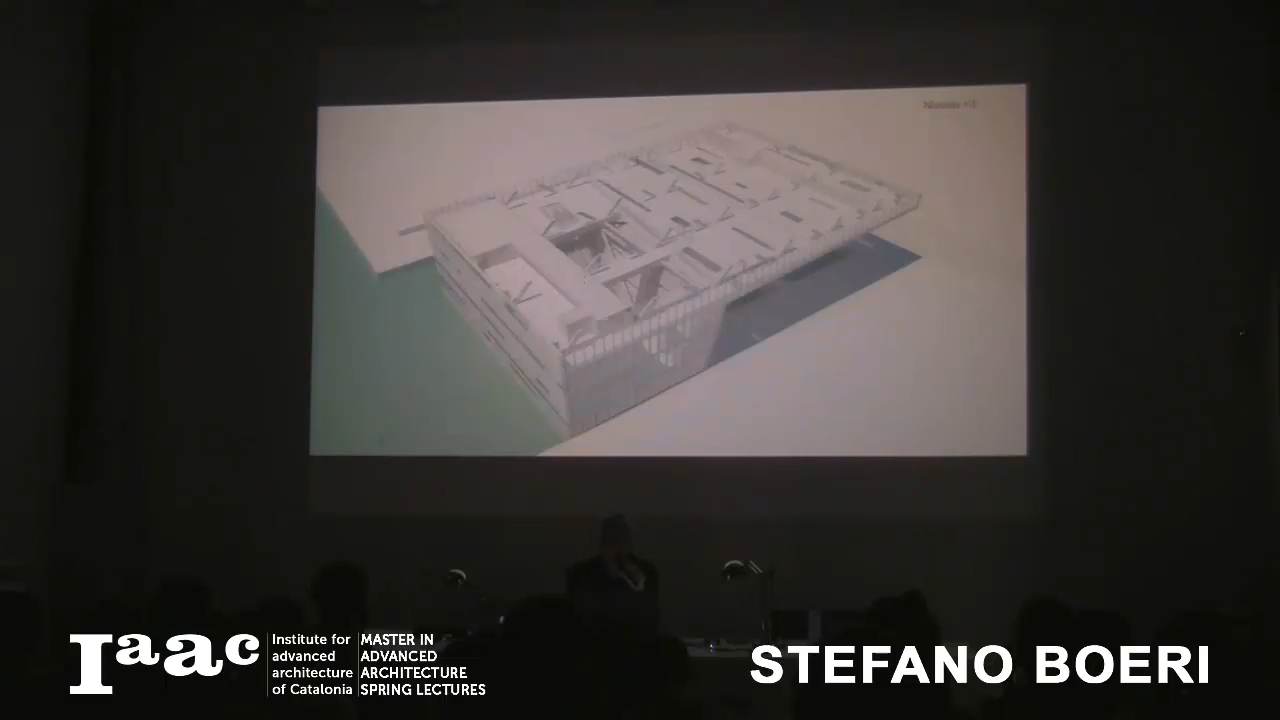 Iaac
Institute for
advanced
architecture
of Catalonia
MASTER IN
ADVANCED
ARCHITECTURE
SPRING LECTURES
STEFANO BOERI